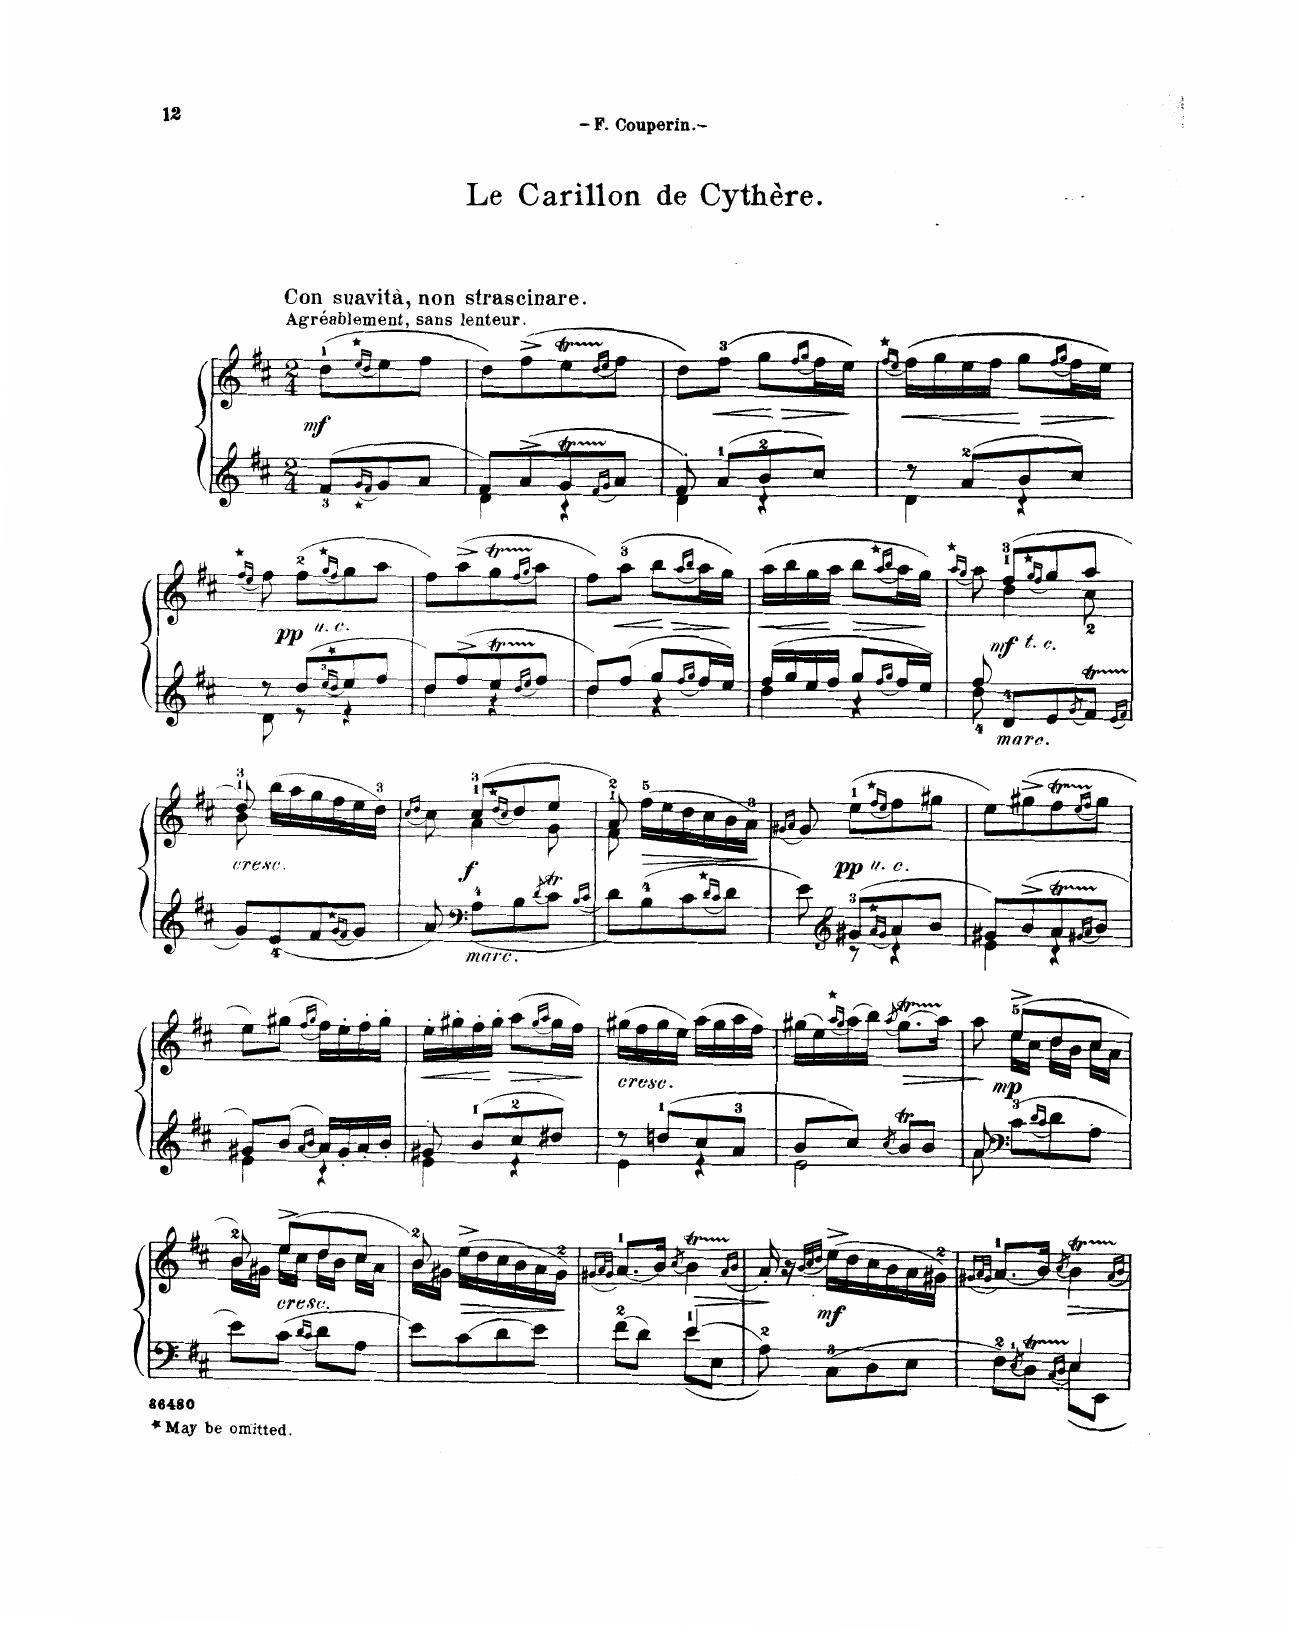 12
– F. Couperin.–
Le Carillon de Cythère.
Con suavità, non strascinare.
Agréablement, sans lenteur.
mf
pp u. c.
mf t. c.
marc.
cresc.
f
pp u. c.
marc.
cresc.
mp
cresc.
mf
36480
* May be omitted.